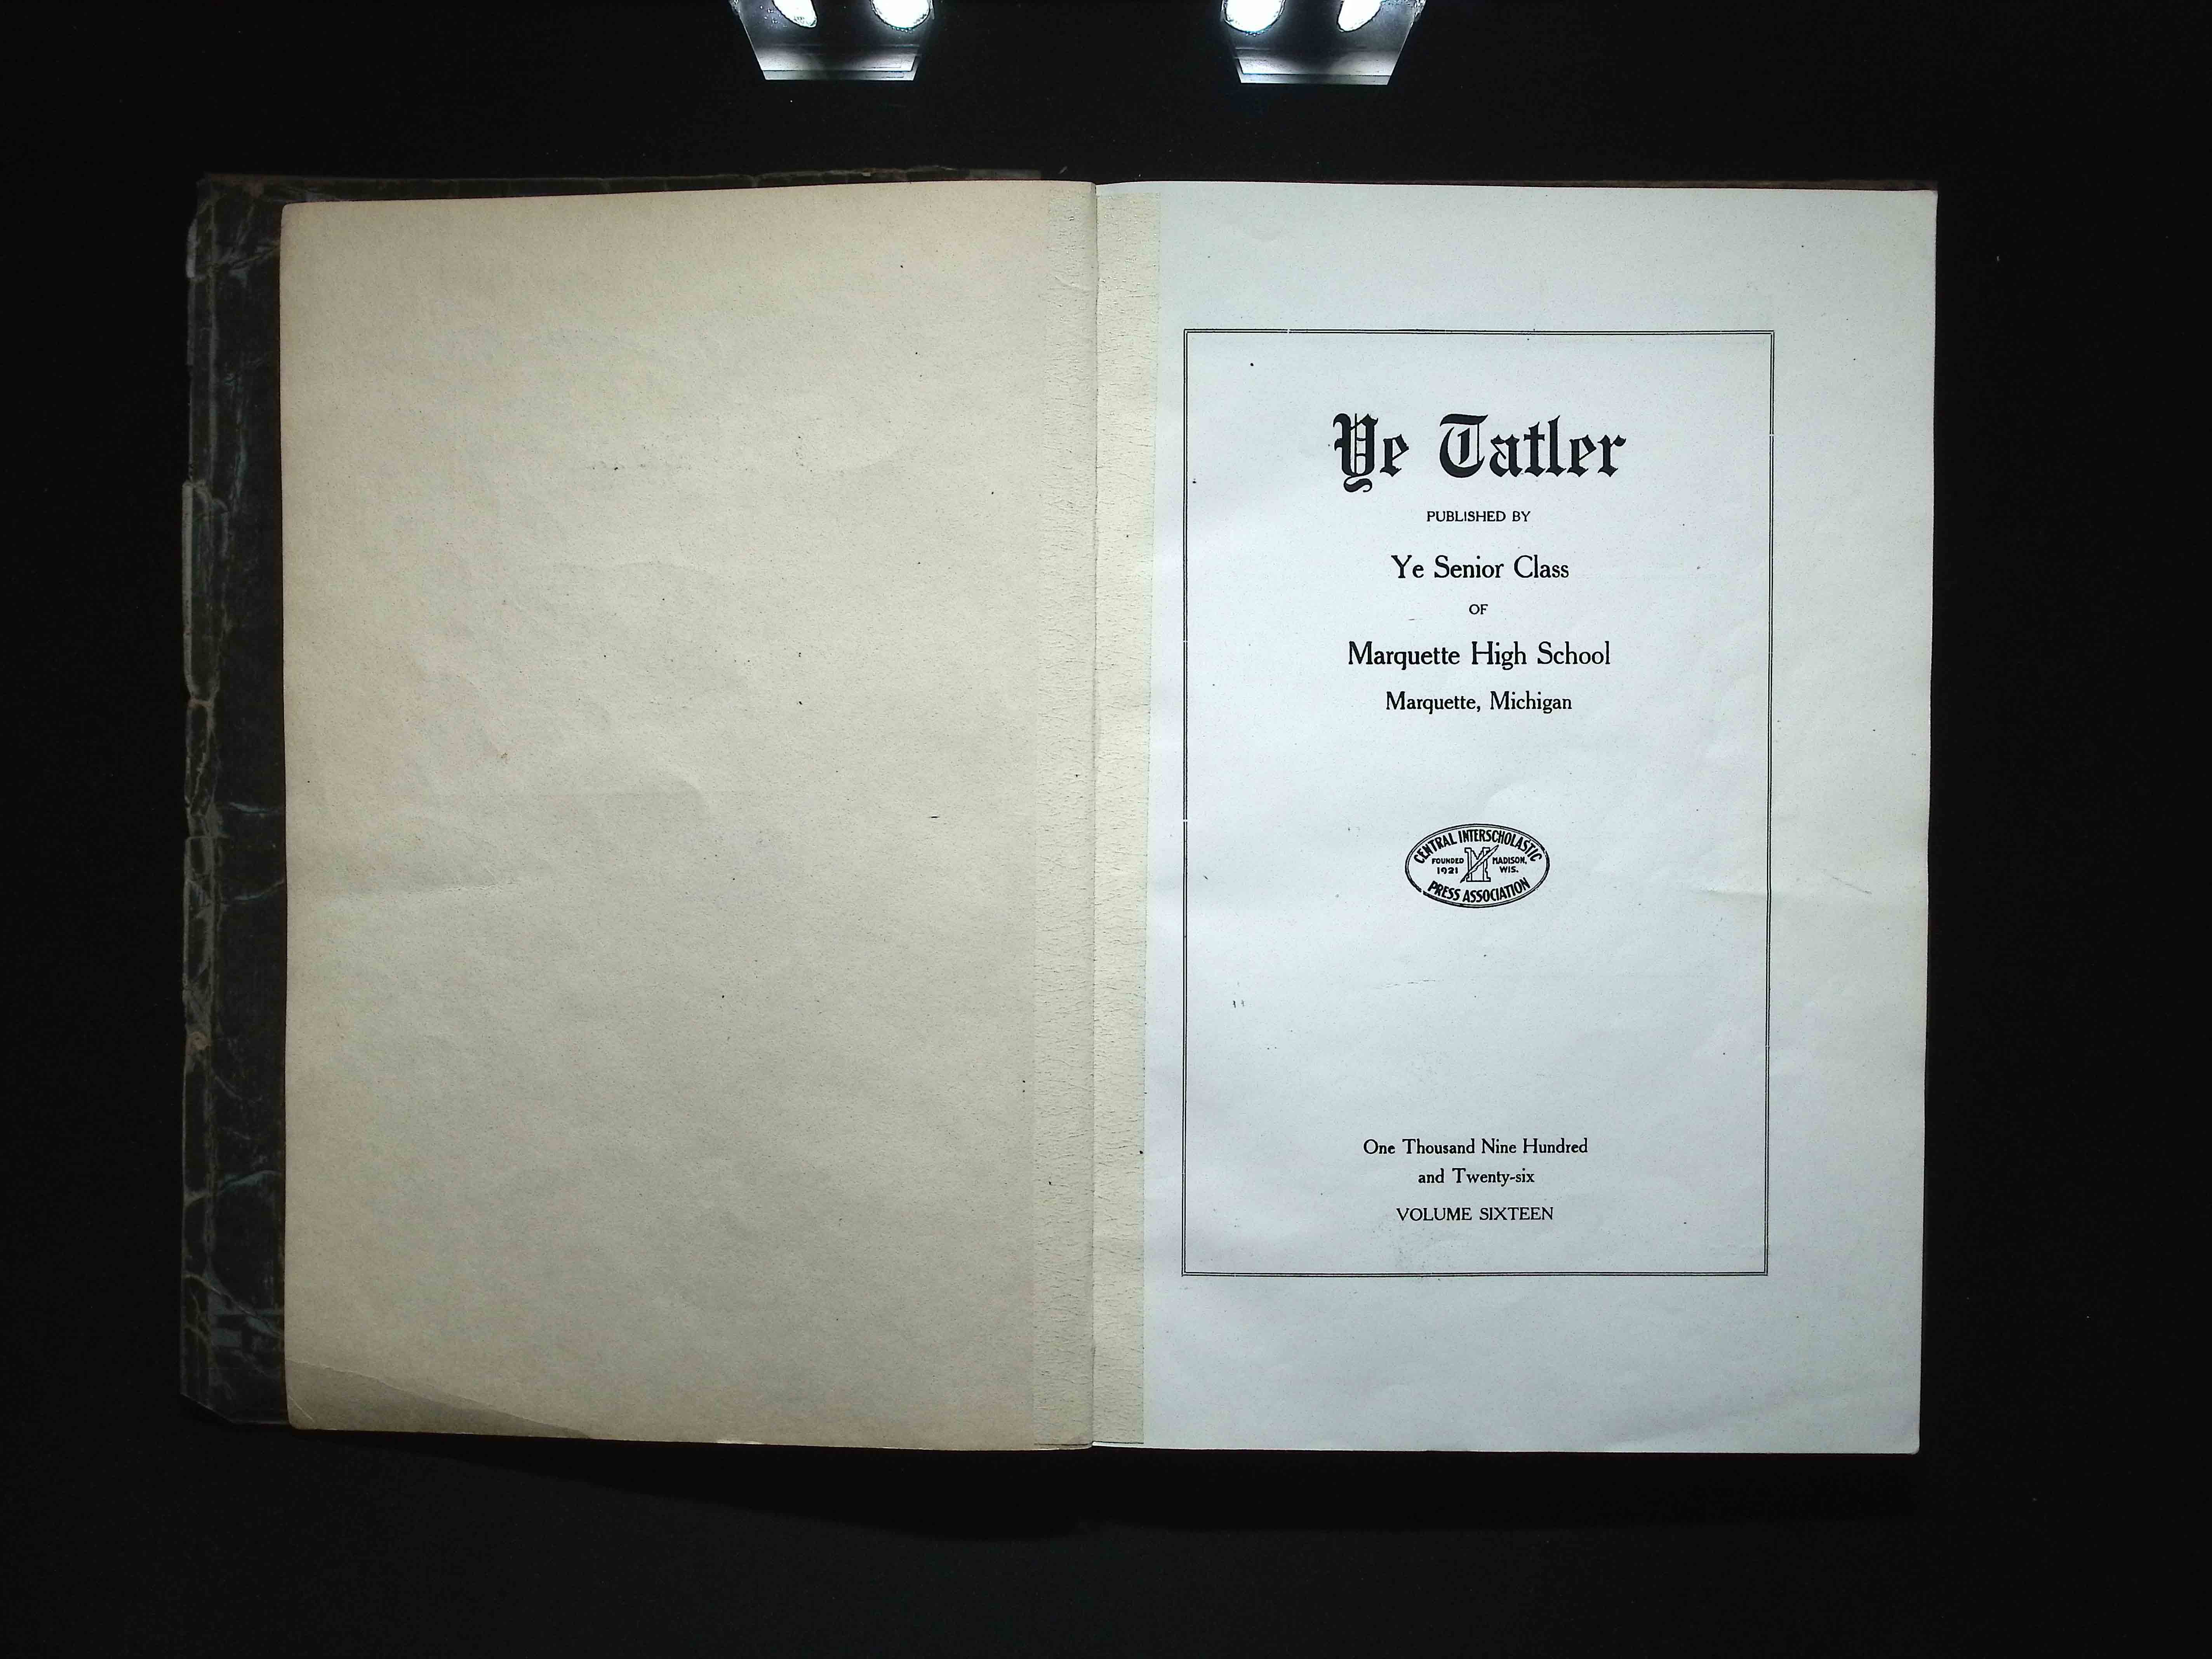 Ye Tatler
PUBLISHED BY
Ye Senior Class
OF
Marquette High School
Marquette, Michigan
CENTRAL INTERSCHOLASTIC
FOUNDED MADISON,
1921 M WIS.
PRESS ASSOCIATION
One Thousand Nine Hundred
and Twenty-six
VOLUME SIXTEEN